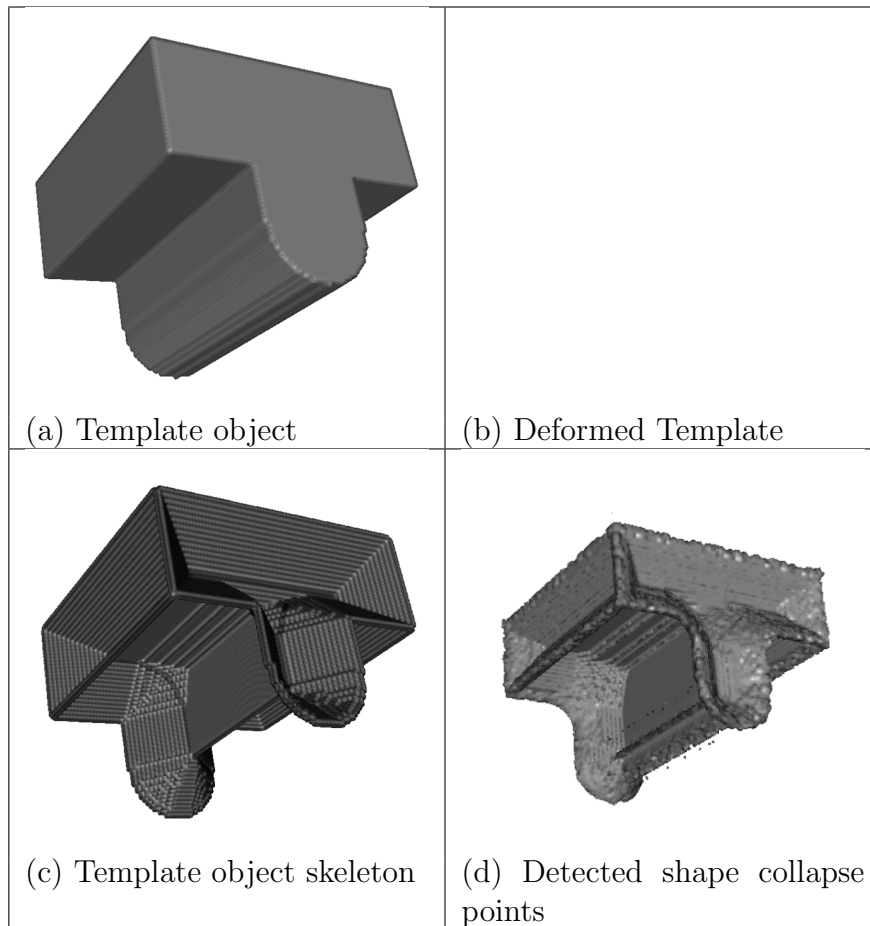 (a) Template object
(b) Deformed Template
(c) Template object skeleton
(d) Detected shape collapse
points